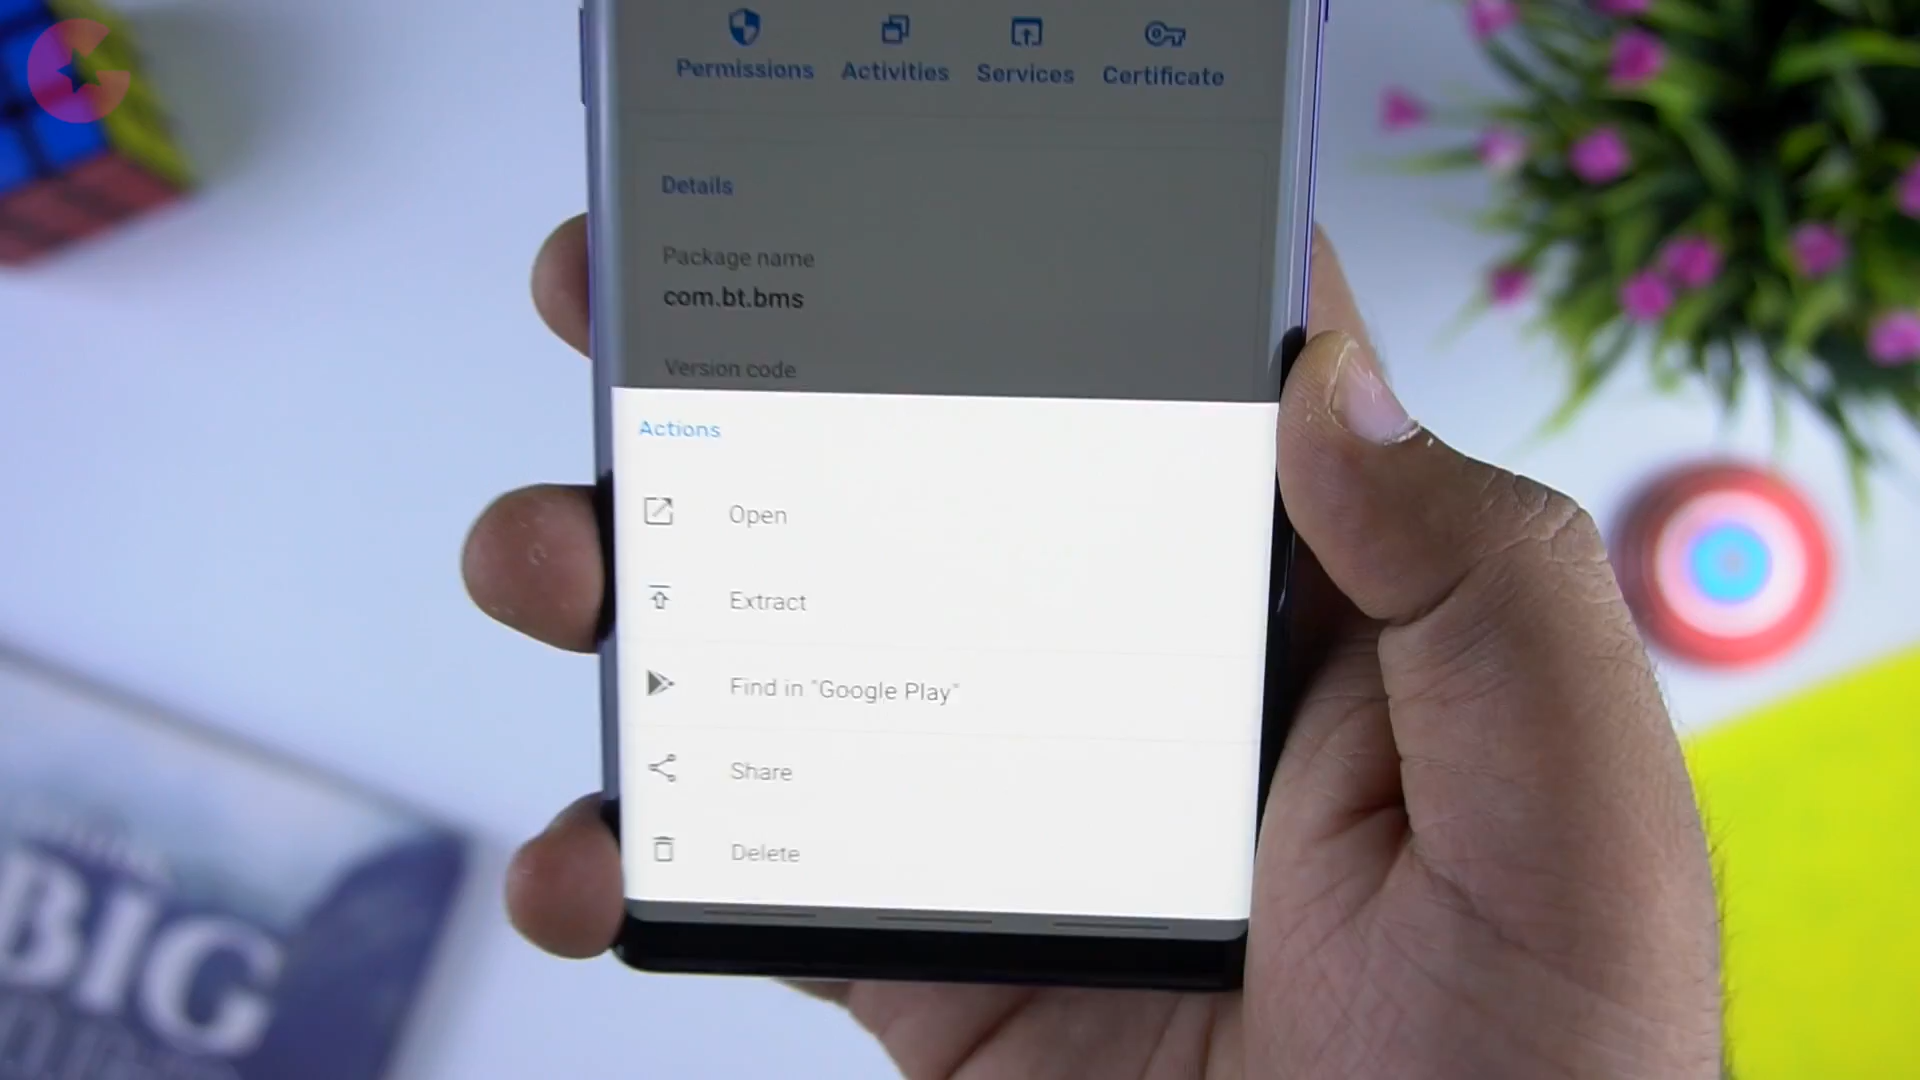 Permissions Activities Services Certificate
Details
Package name
com.bt.bms
Version code
Actions
Open
Extract
Find in "Google Play"
Share
Delete
BIG